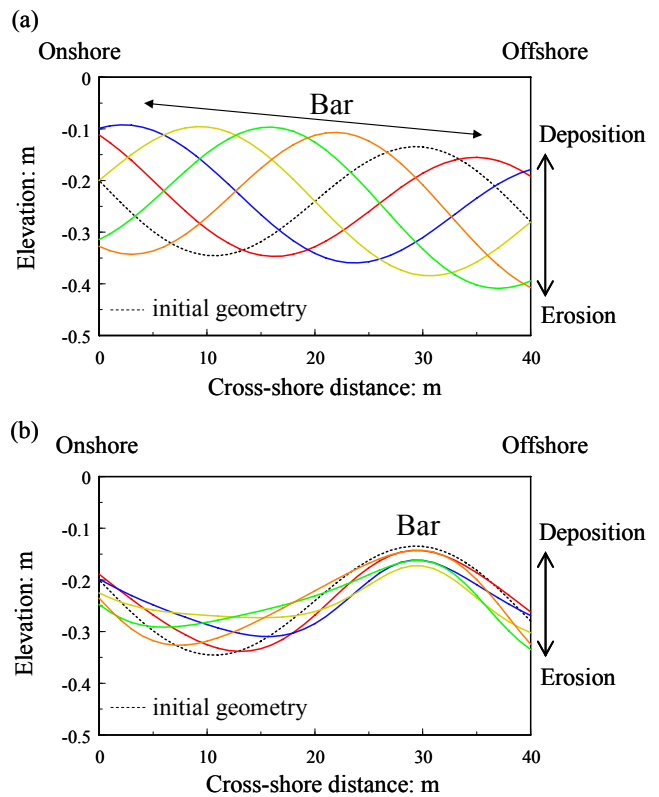 (a)
Onshore Offshore
0
Bar
-0.1
Deposition
-0.2
Elevation: m
-0.3
-0.4
initial geometry
Erosion
-0.5
0 10 20 30 40
Cross-shore distance: m
(b)
Onshore Offshore
0
Bar
-0.1
Deposition
-0.2
Elevation: m
-0.3
-0.4
Erosion
initial geometry
-0.5
0 10 20 30 40
Cross-shore distance: m